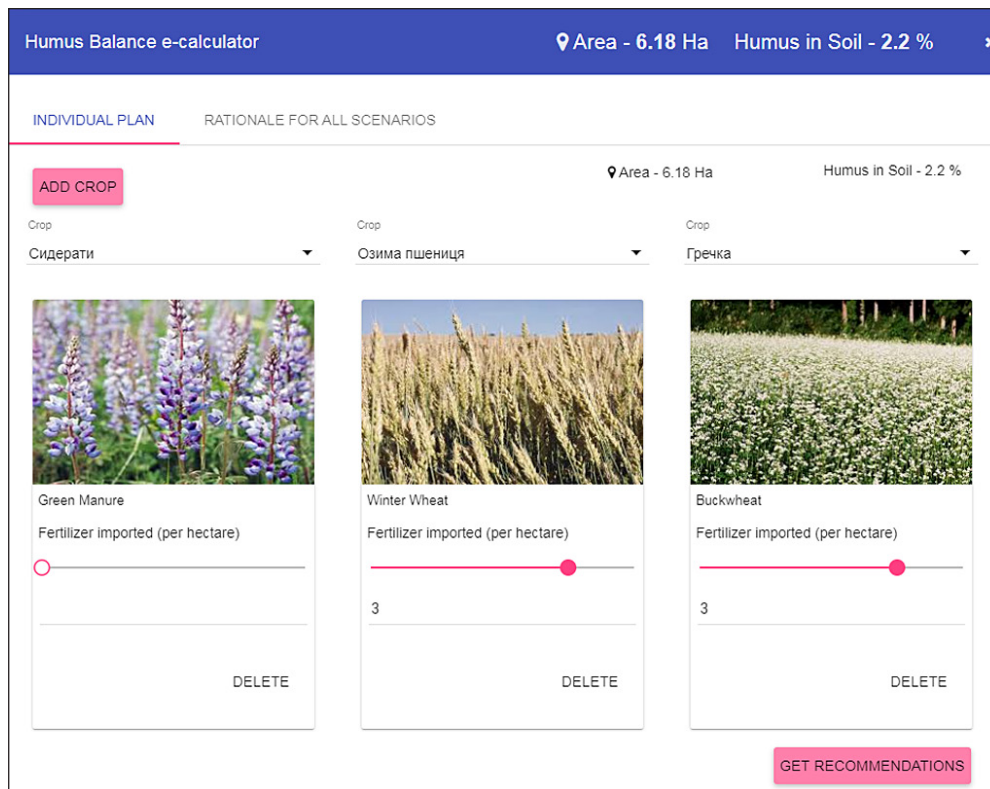 Humus Balance e-calculator
Area - 6.18 Ha
Humus in Soil - 2.2 %
INDIVIDUAL PLAN
RATIONALE FOR ALL SCENARIOS
ADD CROP
Area - 6.18 Ha
Humus in Soil - 2.2 %
Crop
Crop
Crop
Сидерати
Озима пшениця
Гречка
Green Manure
Winter Wheat
Buckwheat
Fertilizer imported (per hectare)
Fertilizer imported (per hectare)
Fertilizer imported (per hectare)
3
3
DELETE
DELETE
DELETE
GET RECOMMENDATIONS